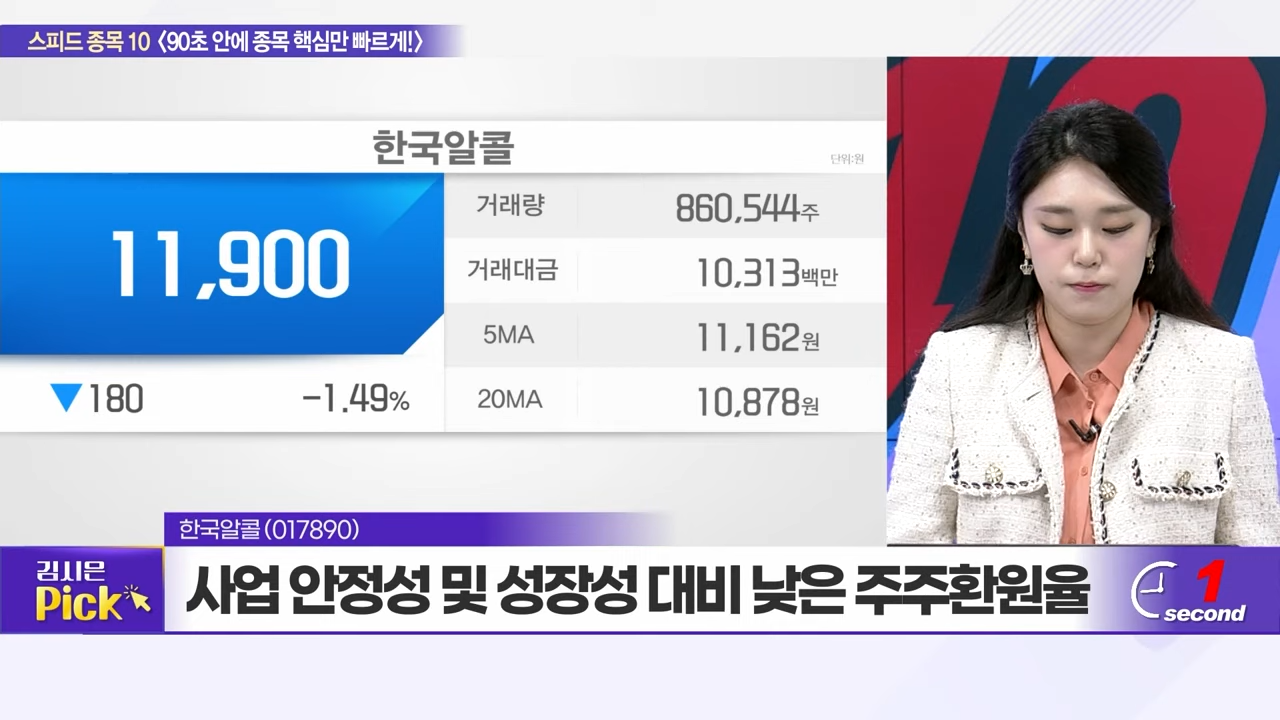 스피드 종목 10 <90초 안에 종목 핵심만 빠르게!>
한국알콜
단위:원
11,900
▼180 -1.49%
거래량 860,544주
거래대금 10,313백만
5MA 11,162원
20MA 10,878원
한국알콜(017890)
김시은
Pick
사업 안정성 및 성장성 대비 낮은 주주환원율
1
second